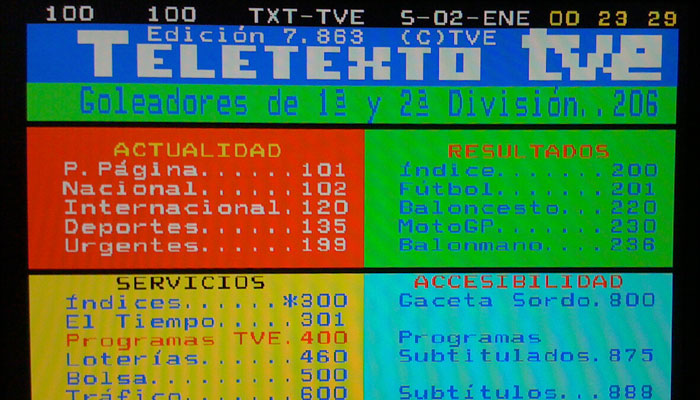 100 100 TXT-TVE S-02-ENE 00 23 29
Edición 7.863 (C)TVE
TELETEXTO tve
Goleadores de 1ª y 2ª División..206
ACTUALIDAD
P. Página......101
Nacional......102
Internacional.120
Deportes......135
Urgentes......199
RESULTADOS
Índice.......200
Fútbol.......201
Baloncesto...220
MotoGP.......230
Balonmano....236
SERVICIOS
Índices......*300
El Tiempo.....301
Programas TVE.400
Loterías......460
Bolsa.........500
Tráfico.......600
ACCESIBILIDAD
Gaceta Sordo.800
Programas
Subtitulados.875
Subtítulos...888